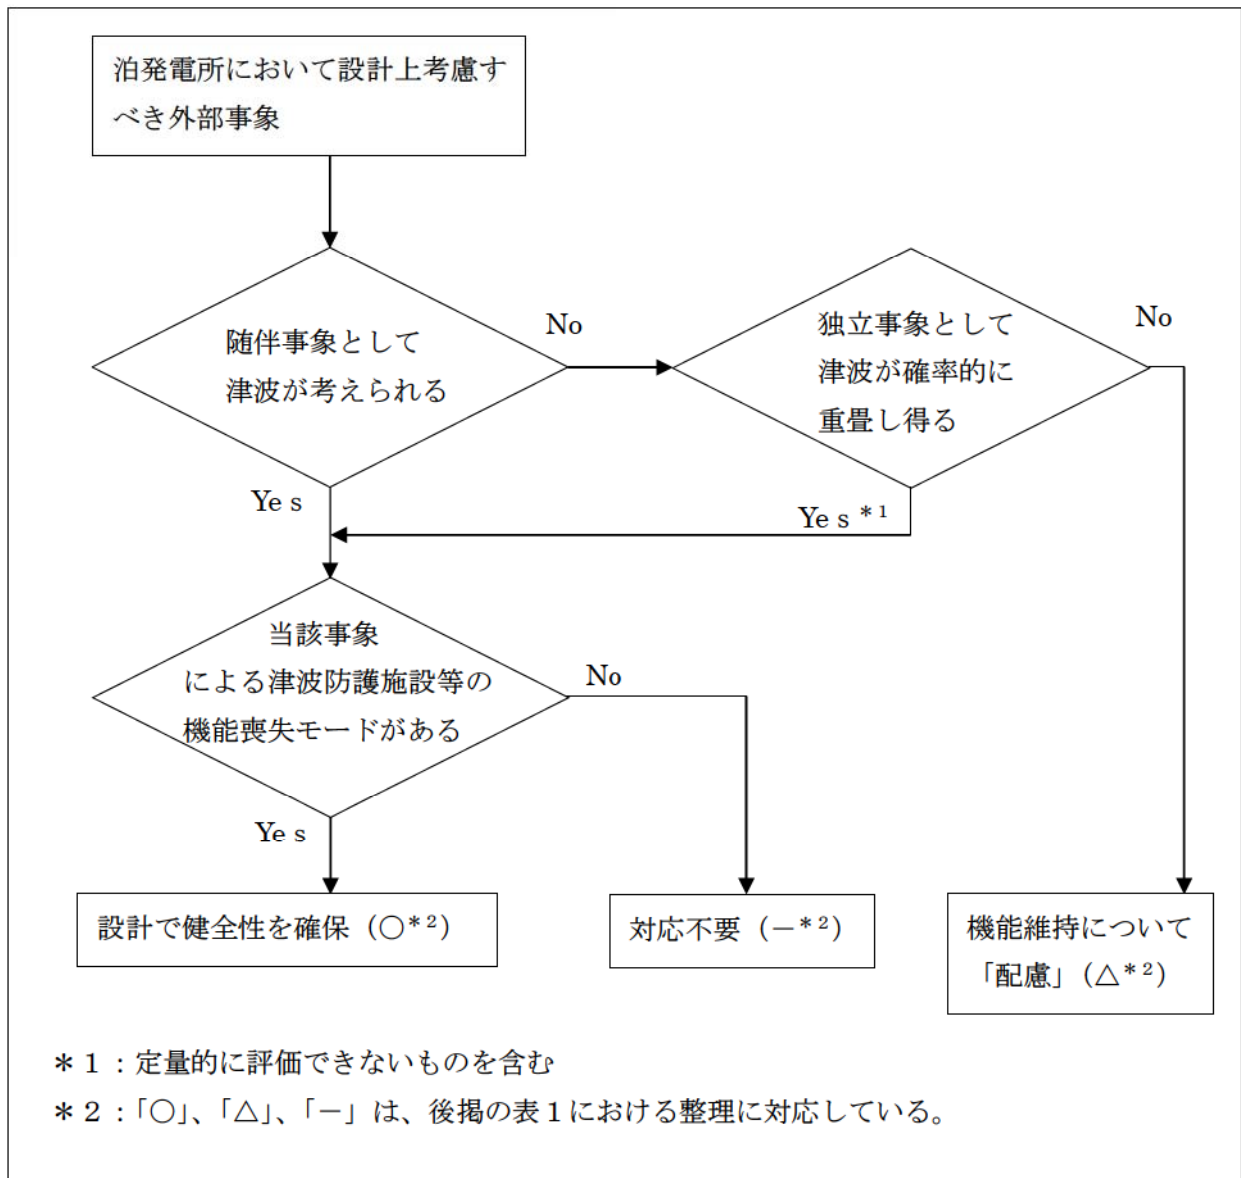 泊発電所において設計上考慮す
べき外部事象
随伴事象として
津波が考えられる
No
独立事象として
津波が確率的に
重畳し得る
No
Yes
Yes＊1
当該事象
による津波防護施設等の
機能喪失モードがある
No
Yes
設計で健全性を確保（○＊2）
対応不要（－＊2）
機能維持について
「配慮」（△＊2）
＊1：定量的に評価できないものを含む
＊2：「○」、「△」、「－」は、後掲の表1における整理に対応している。